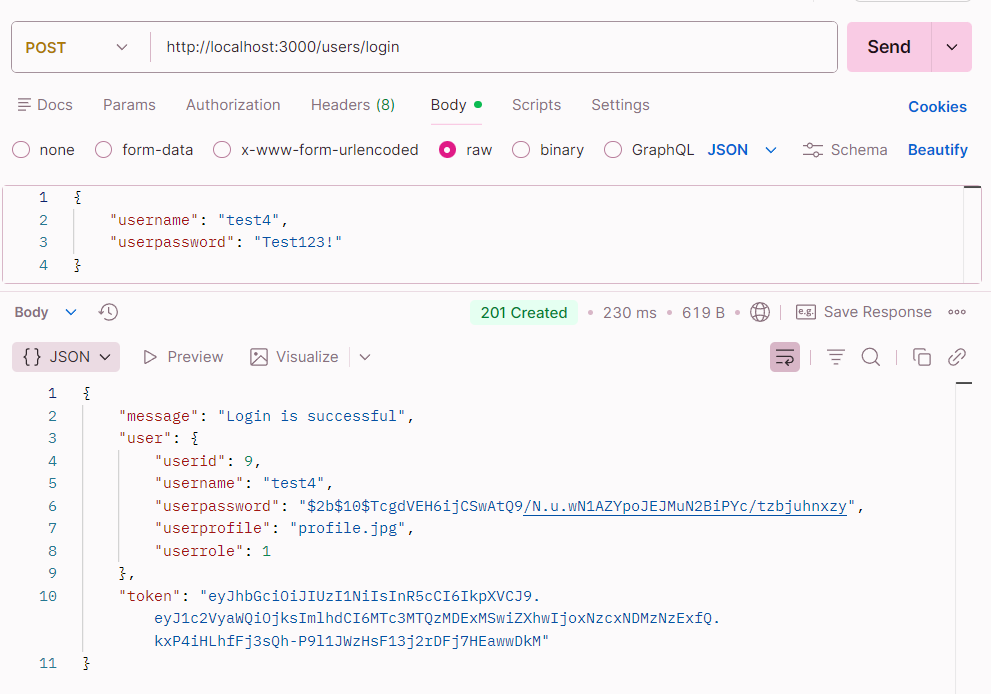 POST http://localhost:3000/users/login Send
Docs Params Authorization Headers (8) Body Scripts Settings Cookies
none form-data x-www-form-urlencoded raw binary GraphQL JSON Schema Beautify
1 {
2 "username": "test4",
3 "userpassword": "Test123!"
4 }
Body 201 Created • 230 ms • 619 B • e.g. Save Response
{} JSON Preview Visualize
1 {
2 "message": "Login is successful",
3 "user": {
4 "userid": 9,
5 "username": "test4",
6 "userpassword": "$2b$10$TcgdVEH6ijCSwAtQ9/N.u.wN1AZYpoJEJMuN2BiPYc/tzbjuhnxzy",
7 "userprofile": "profile.jpg",
8 "userrole": 1
9 },
10 "token": "eyJhbGciOiJIUzI1NiIsInR5cCI6IkpXVCJ9.
eyJ1c2VyaWQiOjksImlhdCI6MTc3MTQzMDExMSwiZXhwIjoxNzcxNDMzNzExfQ.
kxP4iHLhfFj3sQh-P9l1JWzHsF13j2rDFj7HEawwDkM"
11 }